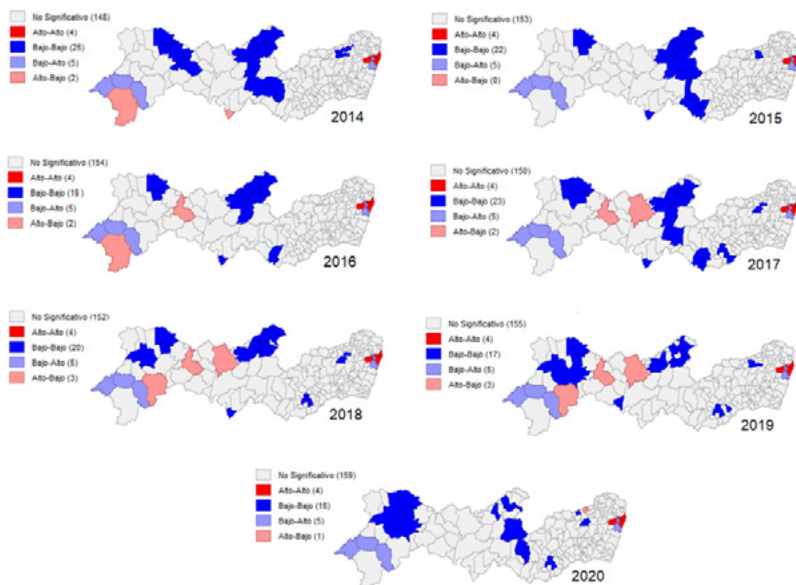 No Significativo (148)
Alto-Alto (4)
Bajo-Bajo (25)
Bajo-Alto (5)
Alto-Bajo (2)
2014
No Significativo (153)
Alto-Alto (4)
Bajo-Bajo (22)
Bajo-Alto (5)
Alto-Bajo (0)
2015
No Significativo (154)
Alto-Alto (4)
Bajo-Bajo (19)
Bajo-Alto (5)
Alto-Bajo (2)
2016
No Significativo (150)
Alto-Alto (4)
Bajo-Bajo (23)
Bajo-Alto (5)
Alto-Bajo (2)
2017
No Significativo (152)
Alto-Alto (4)
Bajo-Bajo (20)
Bajo-Alto (5)
Alto-Bajo (3)
2018
No Significativo (155)
Alto-Alto (4)
Bajo-Bajo (17)
Bajo-Alto (5)
Alto-Bajo (3)
2019
No Significativo (159)
Alto-Alto (4)
Bajo-Bajo (15)
Bajo-Alto (5)
Alto-Bajo (1)
2020